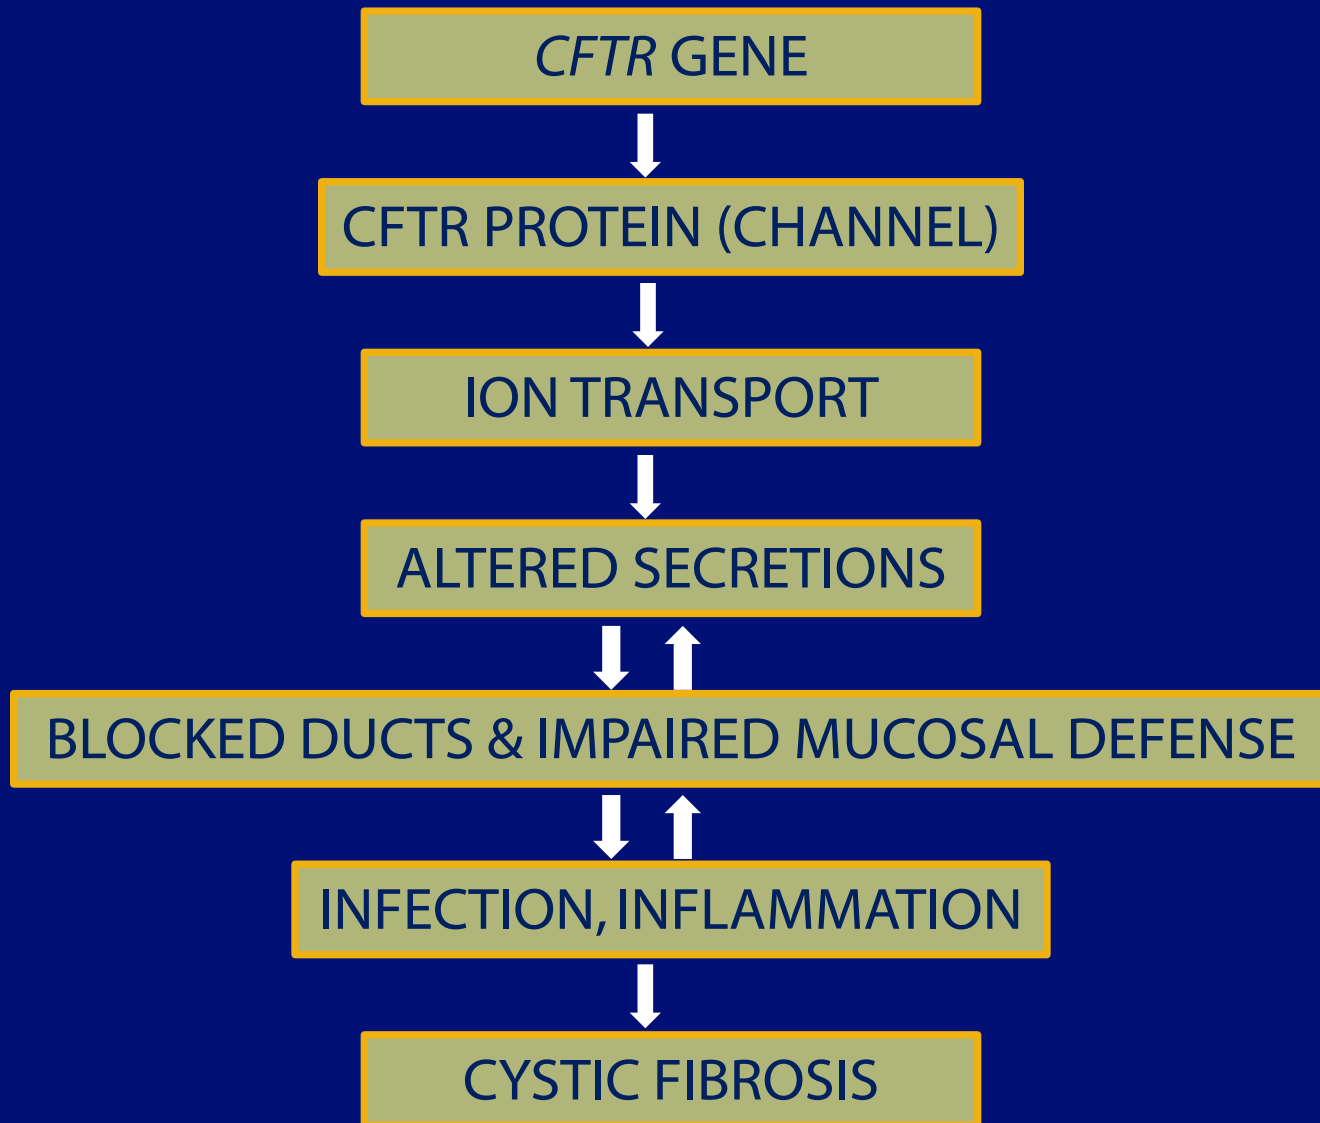 CFTR GENE
CFTR PROTEIN (CHANNEL)
ION TRANSPORT
ALTERED SECRETIONS
BLOCKED DUCTS & IMPAIRED MUCOSAL DEFENSE
INFECTION, INFLAMMATION
CYSTIC FIBROSIS